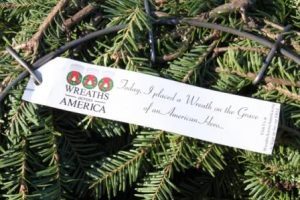 WREATHS
across
AMERICA
Today, I placed a Wreath on the Grave
of an American Hero.